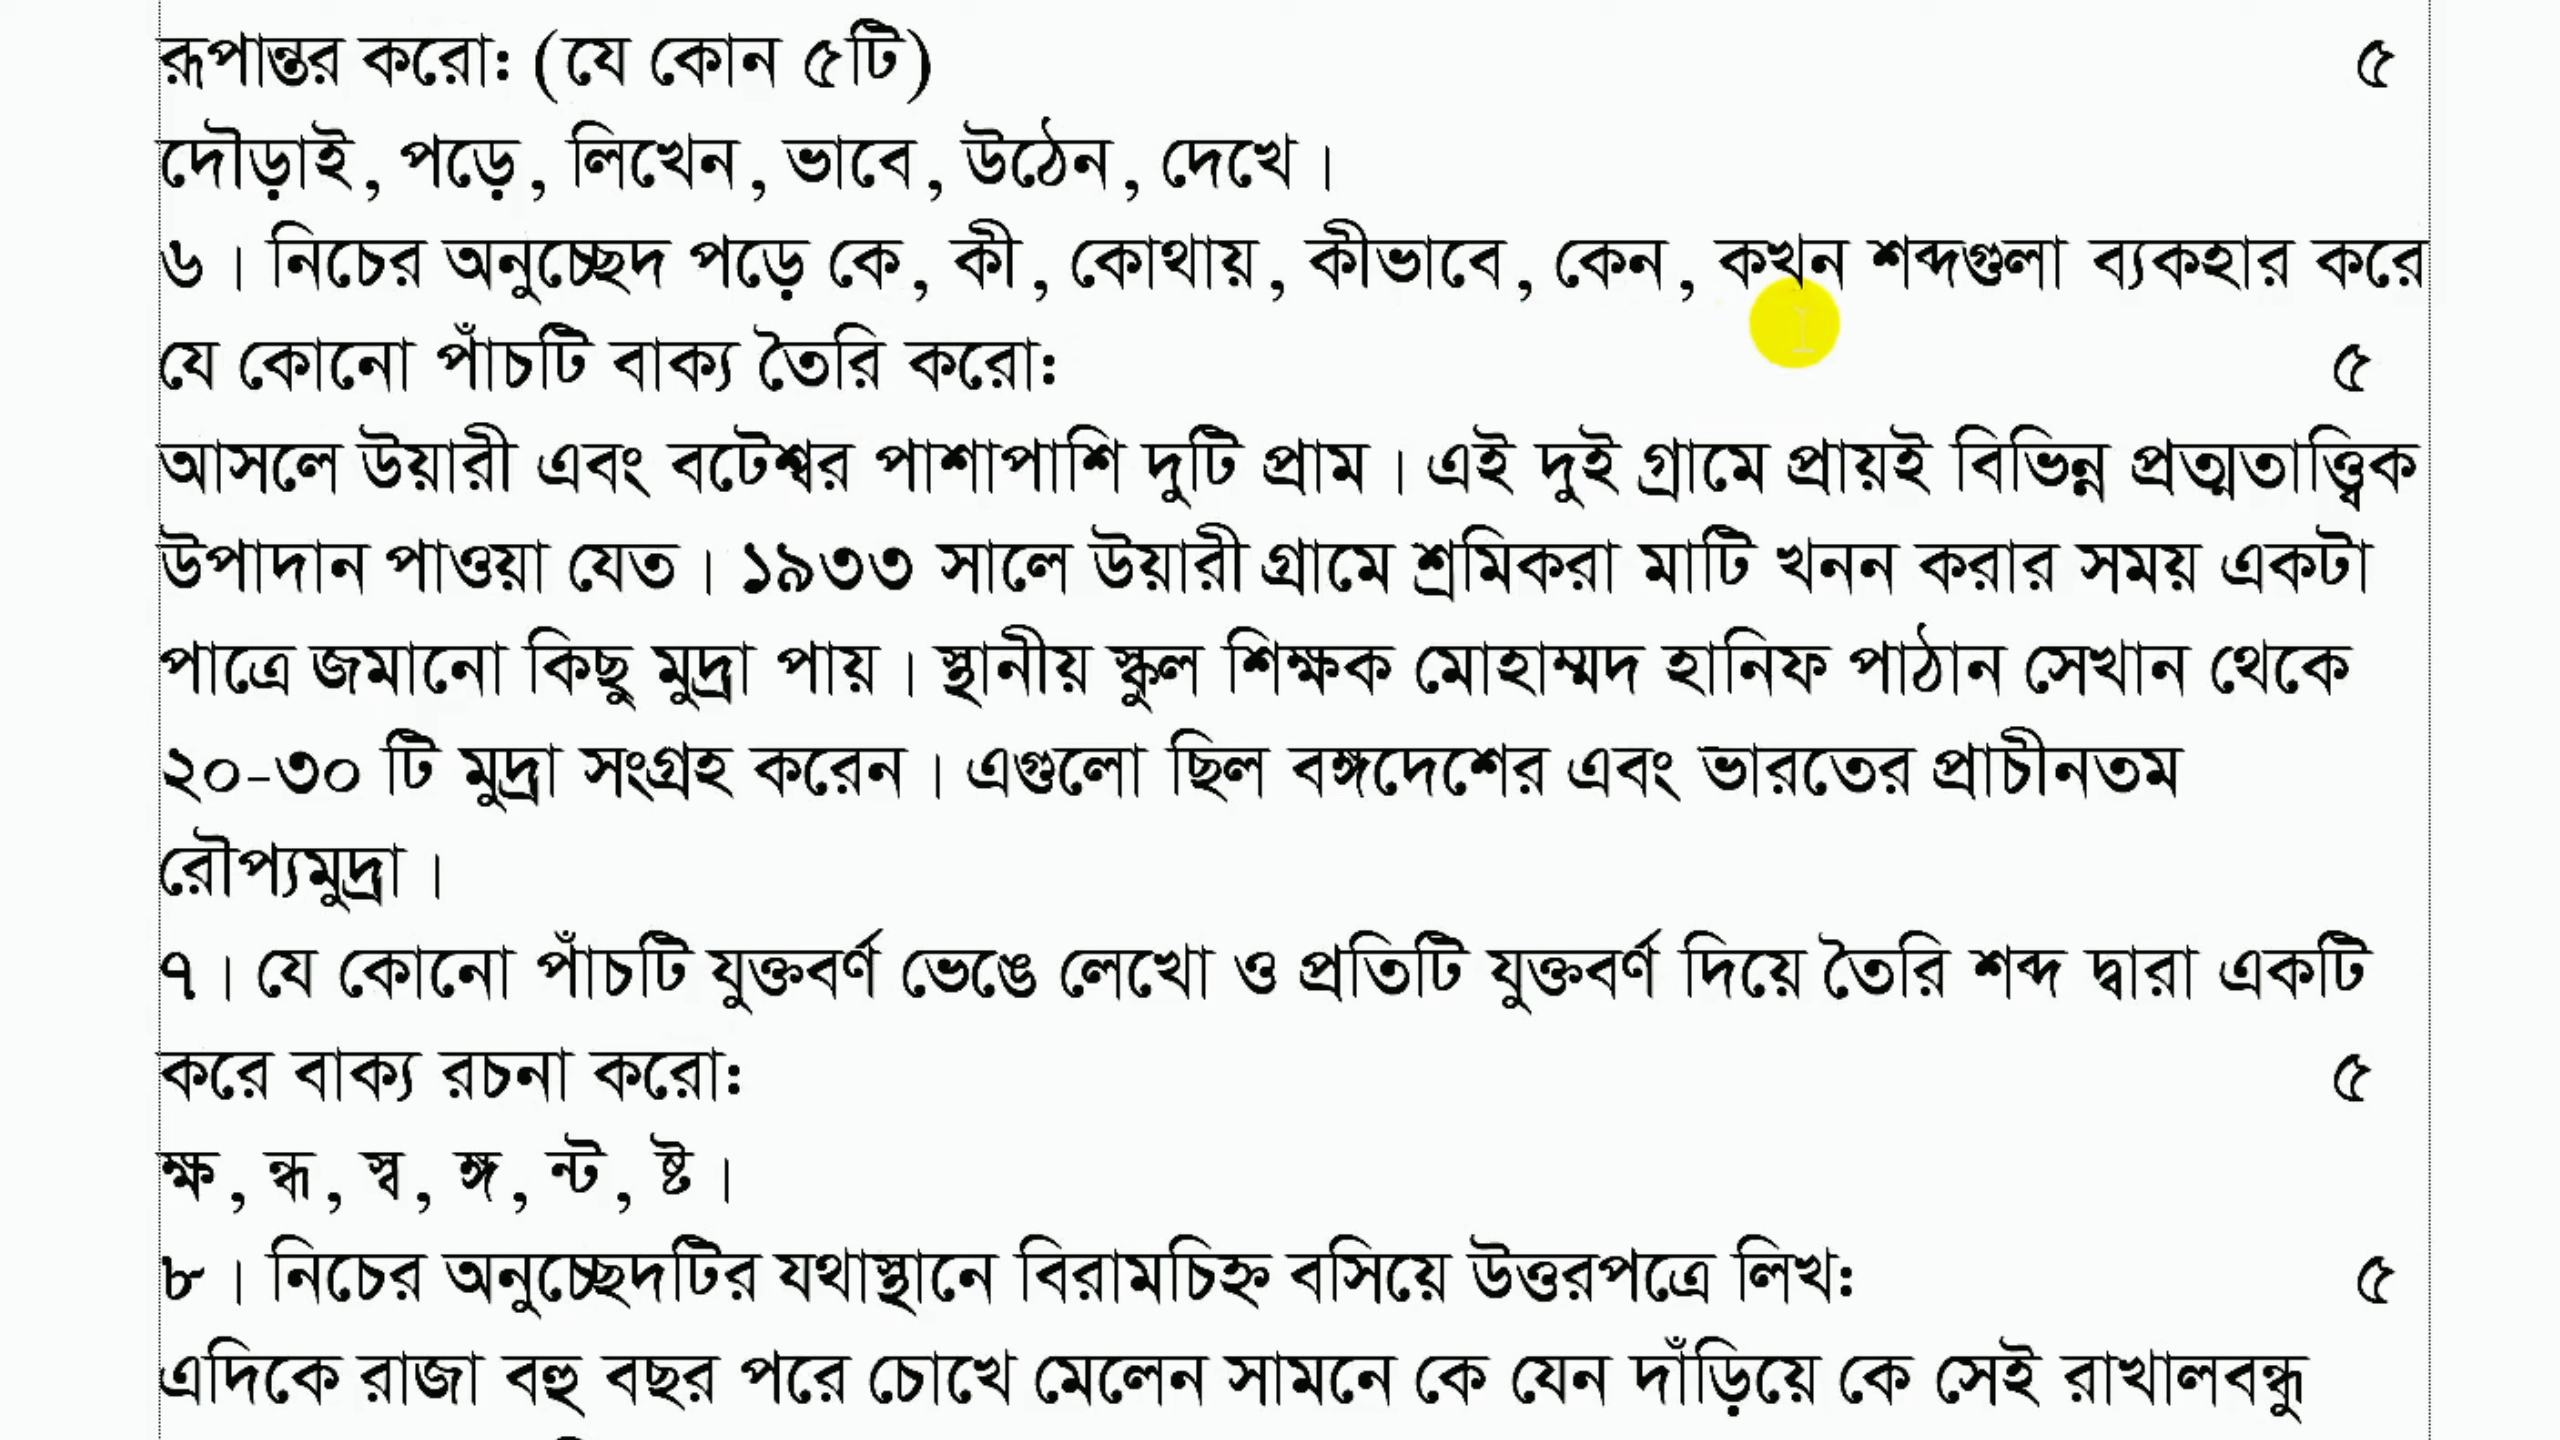 রূপান্তর করো: (যে কোন ৫টি) ৫
দৌড়াই, পড়ে, লিখেন, ভাবে, উঠেন, দেখে।
৬। নিচের অনুচ্ছেদ পড়ে কে, কী, কোথায়, কীভাবে, কেন, কখন শব্দগুলা ব্যকহার করে
যে কোনো পাঁচটি বাক্য তৈরি করো: ৫
আসলে উয়ারী এবং বটেশ্বর পাশাপাশি দুটি প্রাম। এই দুই গ্রামে প্রায়ই বিভিন্ন প্রত্মতাত্ত্বিক
উপাদান পাওয়া যেত। ১৯৩৩ সালে উয়ারী গ্রামে শ্রমিকরা মাটি খনন করার সময় একটা
পাত্রে জমানো কিছু মুদ্রা পায়। স্থানীয় স্কুল শিক্ষক মোহাম্মদ হানিফ পাঠান সেখান থেকে
২০-৩০ টি মুদ্রা সংগ্রহ করেন। এগুলো ছিল বঙ্গদেশের এবং ভারতের প্রাচীনতম
রৌপ্যমুদ্রা।
৭। যে কোনো পাঁচটি যুক্তবর্ণ ভেঙে লেখো ও প্রতিটি যুক্তবর্ণ দিয়ে তৈরি শব্দ দ্বারা একটি
করে বাক্য রচনা করো: ৫
ক্ষ, ন্ধ, স্ব, ঙ্গ, ন্ট, ষ্ট।
৮। নিচের অনুচ্ছেদটির যথাস্থানে বিরামচিহ্ন বসিয়ে উত্তরপত্রে লিখ: ৫
এদিকে রাজা বহু বছর পরে চোখে মেলেন সামনে কে যেন দাঁড়িয়ে কে সেই রাখালবন্ধু